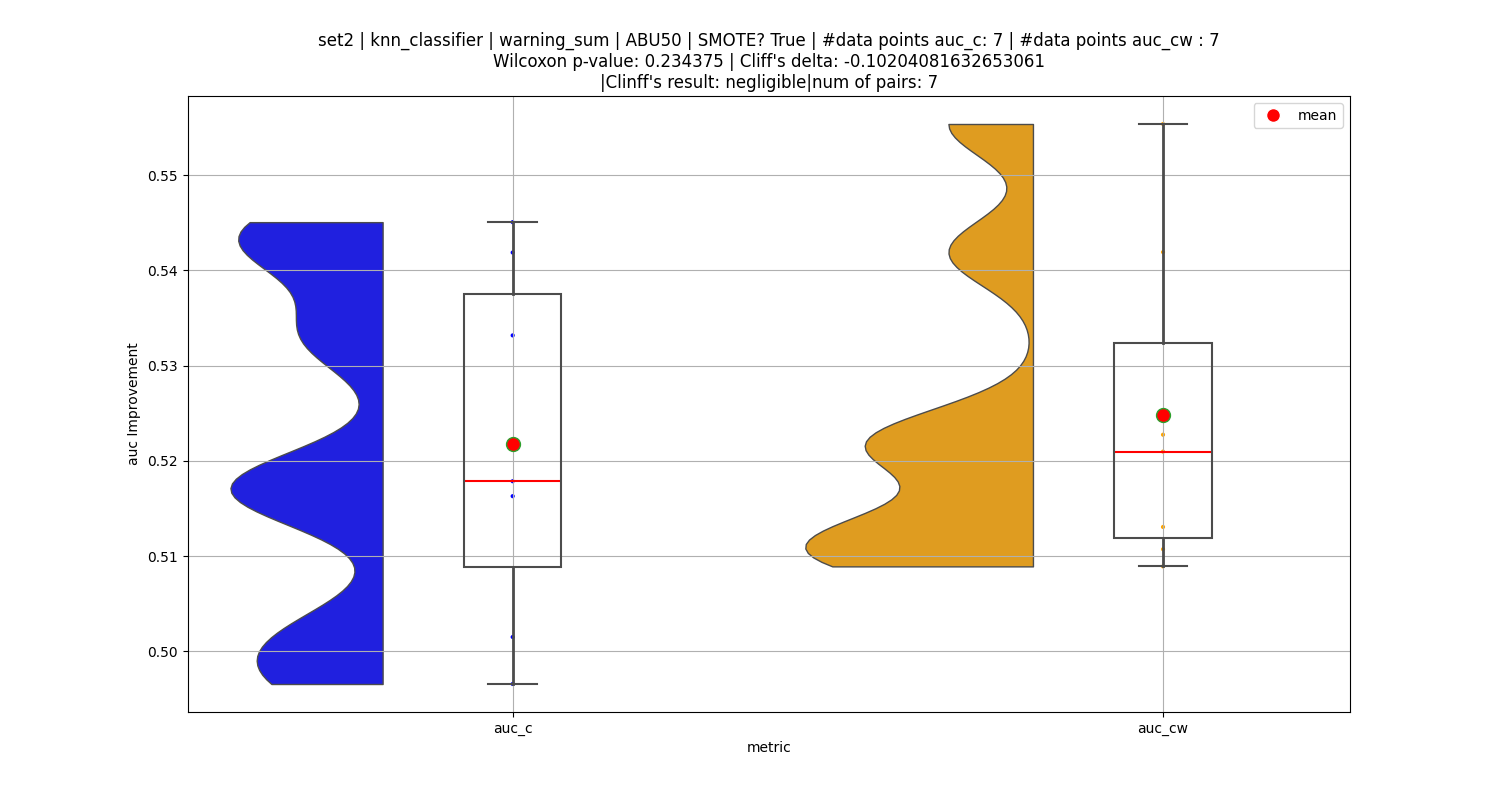 set2 | knn_classifier | warning_sum | ABU50 | SMOTE? True | #data points auc_c: 7 | #data points auc_cw : 7
Wilcoxon p-value: 0.234375 | Cliff's delta: -0.10204081632653061
|Clinff's result: negligible|num of pairs: 7
mean
0.55
0.54
0.53
0.52
0.51
0.50
auc Improvement
auc_c
auc_cw
metric